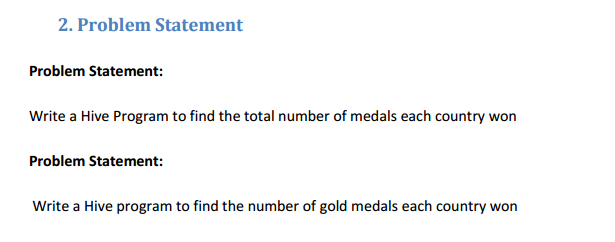 2. Problem Statement
Problem Statement:
Write a Hive Program to find the total number of medals each country won
Problem Statement:
Write a Hive program to find the number of gold medals each country won